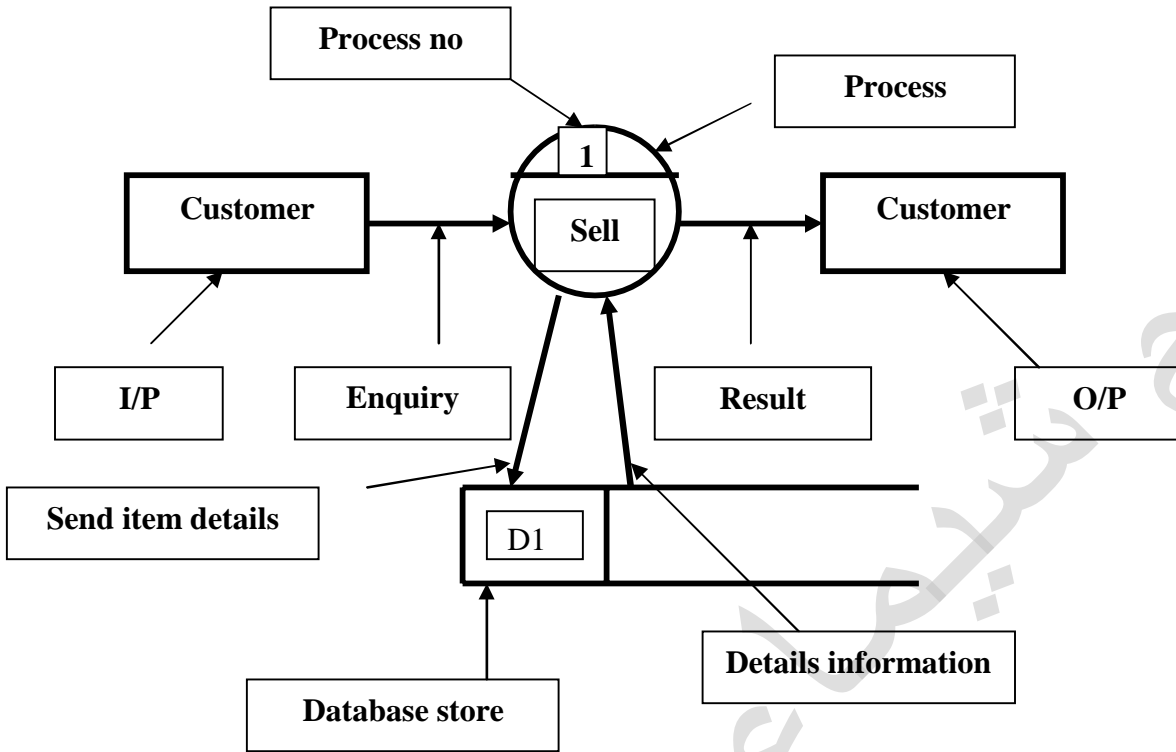 Process no
Process
1
Customer
Sell
Customer
I/P
Enquiry
Result
O/P
Send item details
D1
Details information
Database store